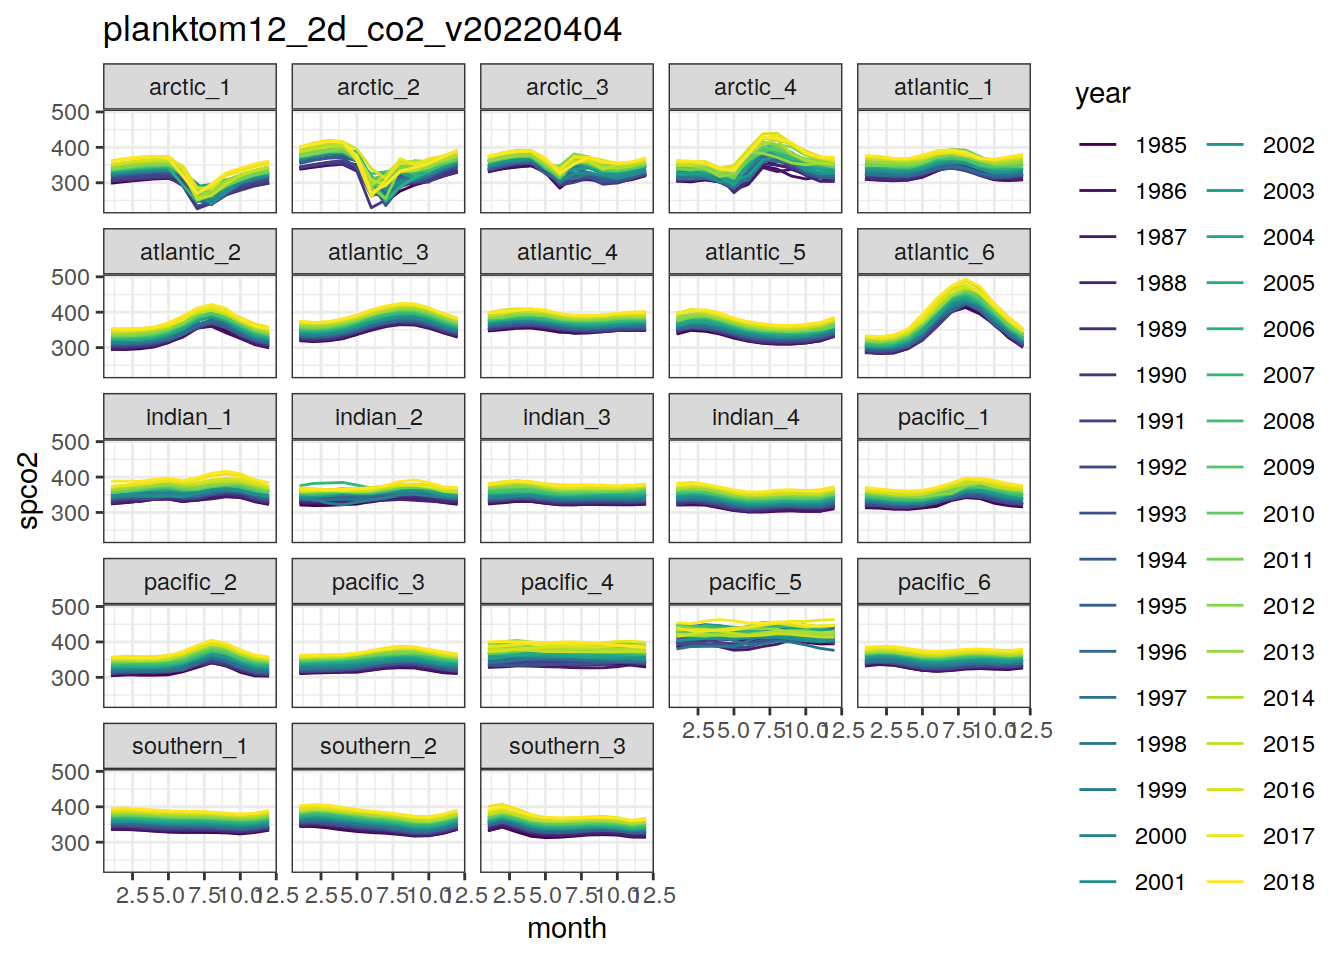 planktom12_2d_co2_v20220404
arctic_1 arctic_2 arctic_3 arctic_4 atlantic_1
500
400
300
atlantic_2 atlantic_3 atlantic_4 atlantic_5 atlantic_6
500
400
300
indian_1 indian_2 indian_3 indian_4 pacific_1
500
400
300
pacific_2 pacific_3 pacific_4 pacific_5 pacific_6
500
400
300
2.5 5.0 7.5 10.0 12.5 2.5 5.0 7.5 10.0 12.5
southern_1 southern_2 southern_3
500
400
300
2.5 5.0 7.5 10.0 12.5 2.5 5.0 7.5 10.0 12.5 2.5 5.0 7.5 10.0 12.5
month
spco2
year
1985 2002
1986 2003
1987 2004
1988 2005
1989 2006
1990 2007
1991 2008
1992 2009
1993 2010
1994 2011
1995 2012
1996 2013
1997 2014
1998 2015
1999 2016
2000 2017
2001 2018